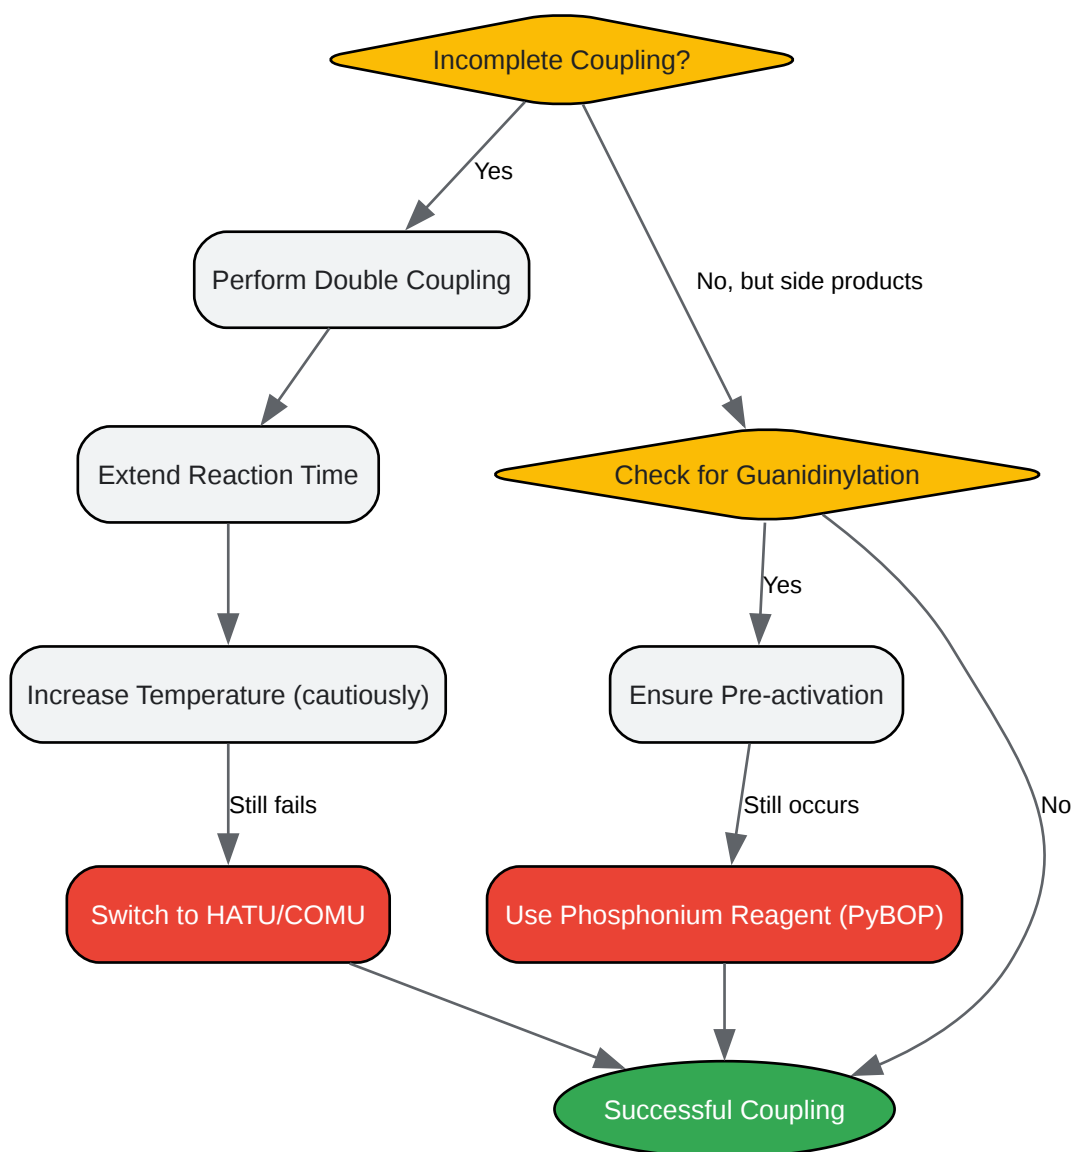 Incomplete Coupling?
Yes
Perform Double Coupling
No, but side products
Extend Reaction Time
Check for Guanidinylation
Yes
Increase Temperature (cautiously)
Ensure Pre-activation
Still fails
Still occurs
No
Switch to HATU/COMU
Use Phosphonium Reagent (PyBOP)
Successful Coupling